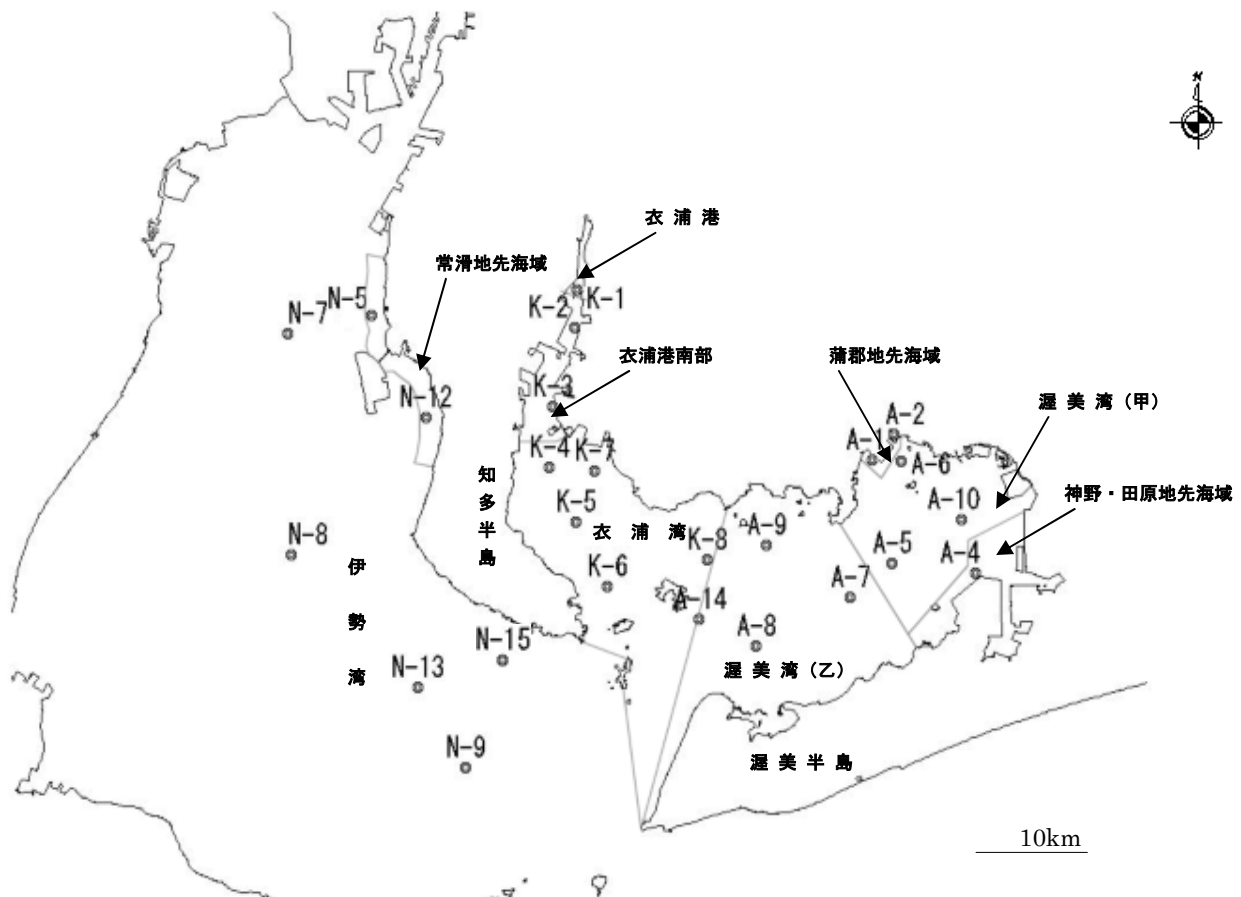 N
衣 浦 港
常滑地先海域
K-1
N-5
N-7
K-2
衣浦港南部
蒲郡地先海域
K-3
渥 美 湾（甲）
N-12
A-2
A-1
K-4
K-7
A-6
神野・田原地先海域
知多半島
A-10
K-5
衣 浦 湾
A-9
N-8
K-8
A-5
A-4
伊勢湾
K-6
A-7
A-14
A-8
N-15
渥美湾（乙）
N-13
N-9
渥 美 半 島
10km